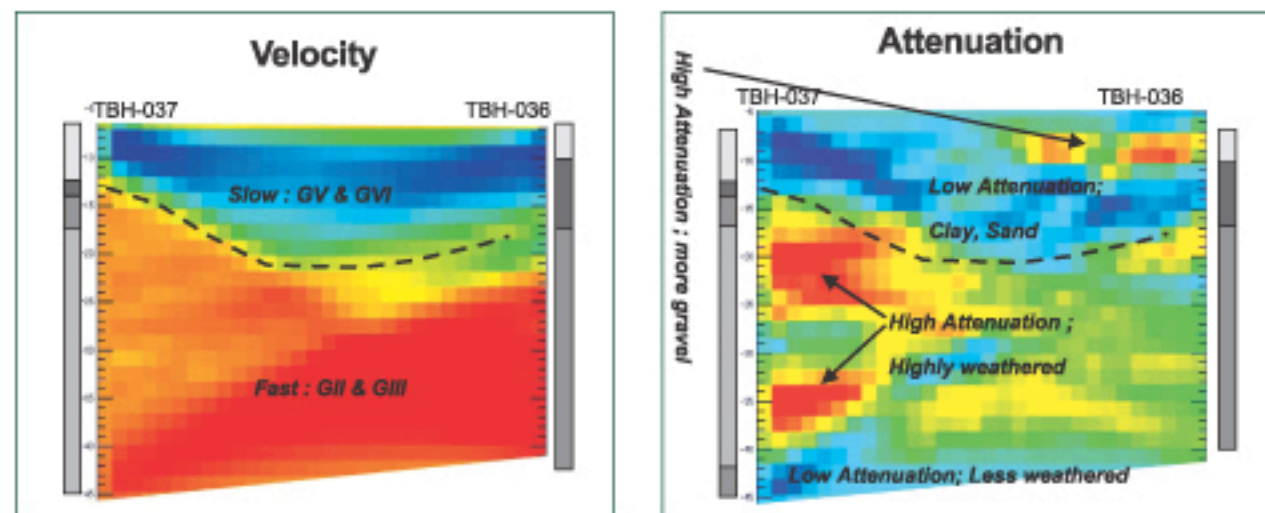 Velocity
TBH-037
TBH-036
Slow : GV & GVI
Fast : GII & GIII
Attenuation
High Attenuation ; more gravel
TBH-037
TBH-036
Low Attenuation;
Clay, Sand
High Attenuation ;
Highly weathered
Low Attenuation; Less weathered